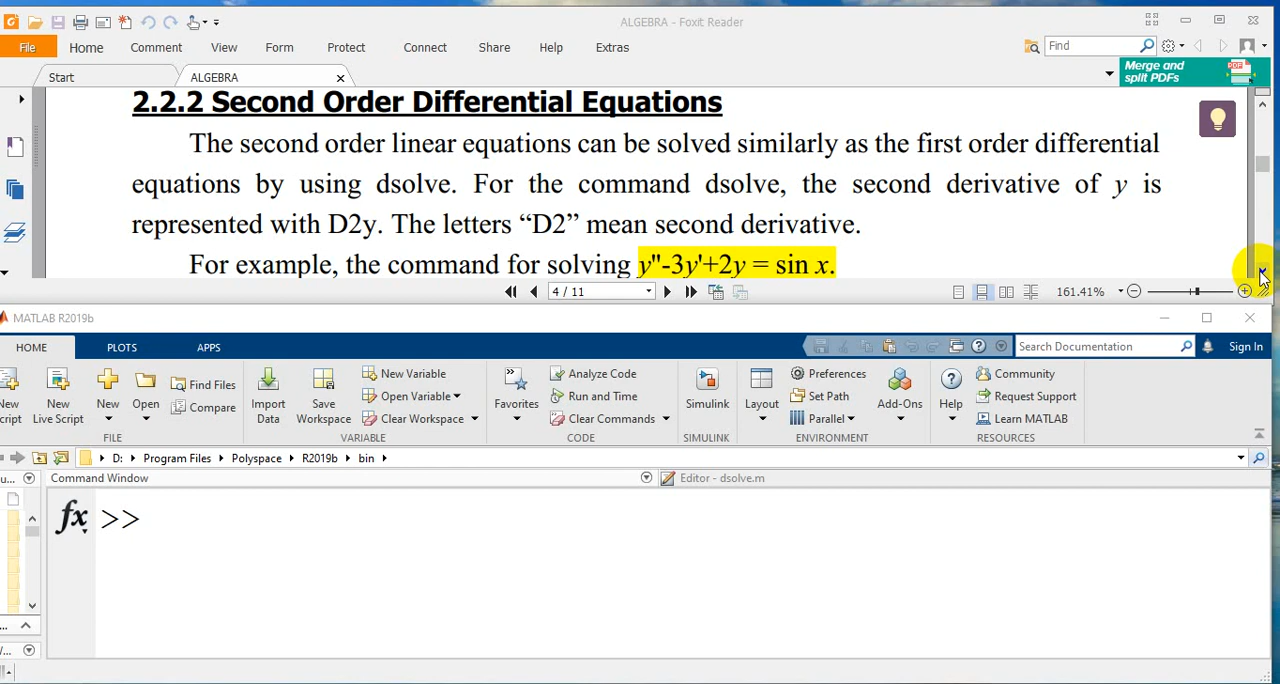 ALGEBRA - Foxit Reader
File Home Comment View Form Protect Connect Share Help Extras Find
Start ALGEBRA
Merge and
split PDFs
PDF
2.2.2 Second Order Differential Equations
The second order linear equations can be solved similarly as the first order differential
equations by using dsolve. For the command dsolve, the second derivative of y is
represented with D2y. The letters “D2” mean second derivative.
For example, the command for solving y''-3y'+2y = sin x.
4 / 11 161.41%
MATLAB R2019b
HOME PLOTS APPS Search Documentation Sign In
New Script
New Live Script
New
Open
Find Files
Compare
FILE
Import Data
Save Workspace
New Variable
Open Variable
Clear Workspace
VARIABLE
Favorites
Analyze Code
Run and Time
Clear Commands
CODE
Simulink
SIMULINK
Layout
Preferences
Set Path
Parallel
Add-Ons
ENVIRONMENT
Help
Community
Request Support
Learn MATLAB
RESOURCES
D: Program Files Polyspace R2019b bin
Command Window
Editor - dsolve.m
fx >>